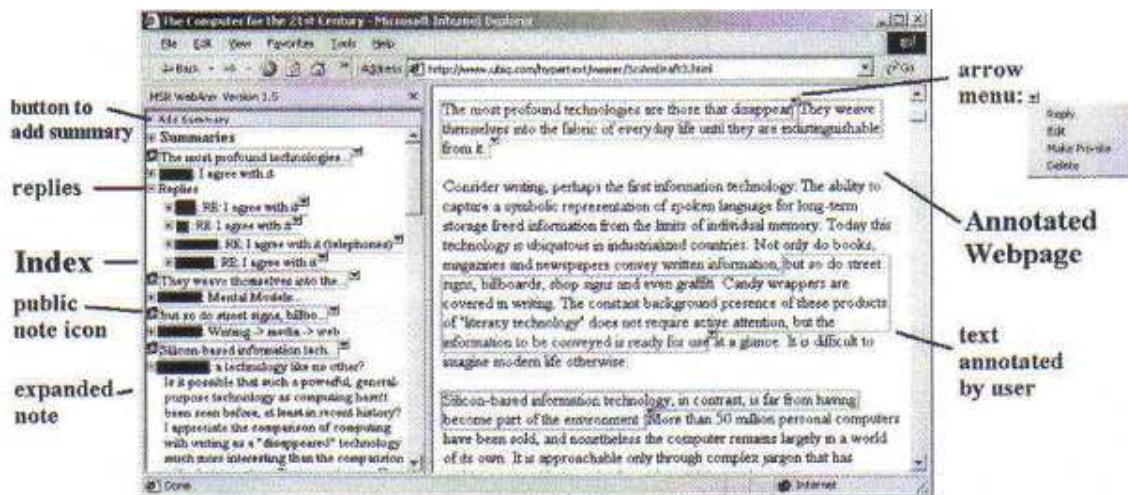 The Computer for the 21st Century - Microsoft Internet Explorer
File Edit View Favorites Tools Help
Back Address http://www.ubiq.com/hypertext/weiser/SciAmDraft3.html Go
MSR WebAnn Version 1.5
Add Summary
Summaries
The most profound technologies...
: I agree with it
Replies
: RE: I agree with it
: RE: I agree with it
: RE: I agree with it (telephones)
: RE: I agree with it
They weave themselves into the...
: Mental Models...
but so do street signs, billbo...
: Writing -> media -> web
Silicon-based information tech...
: a technology like no other?
Is it possible that such a powerful, general-
purpose technology as computing hasn't
been seen before, at least in recent history?
I appreciate the comparison of computing
with writing as a "disappeared" technology
much more interesting than the comparison
The most profound technologies are those that disappear. They weave
themselves into the fabric of everyday life until they are indistinguishable
from it.
Consider writing, perhaps the first information technology: The ability to
capture a symbolic representation of spoken language for long-term
storage freed information from the limits of individual memory. Today this
technology is ubiquitous in industrialized countries. Not only do books,
magazines and newspapers convey written information, but so do street
signs, billboards, shop signs and even graffiti. Candy wrappers are
covered in writing. The constant background presence of these products
of "literacy technology" does not require active attention, but the
information to be conveyed is ready for use at a glance. It is difficult to
imagine modern life otherwise.
Silicon-based information technology, in contrast, is far from having
become part of the environment. More than 50 million personal computers
have been sold, and nonetheless the computer remains largely in a world
of its own. It is approachable only through complex jargon that has
Done Internet
button to
add summary
replies
Index
public
note icon
expanded
note
arrow
menu:
Reply
Edit
Make Private
Delete
Annotated
Webpage
text
annotated
by user